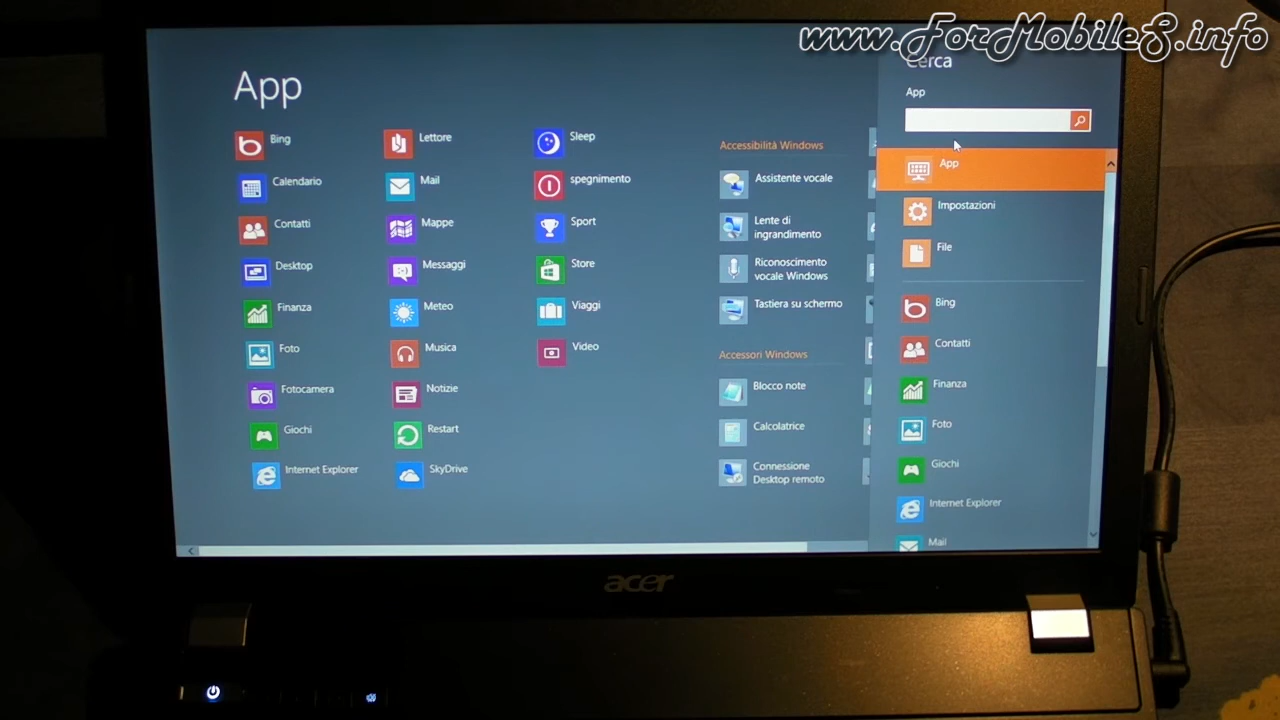 www.ForMobileS.info
Cerca
App
App
Bing
Calendario
Contatti
Desktop
Finanza
Foto
Fotocamera
Giochi
Internet Explorer
Lettore
Mail
Mappe
Messaggi
Meteo
Musica
Notizie
Restart
SkyDrive
Sleep
spegnimento
Sport
Store
Viaggi
Video
Accessibilità Windows
Assistente vocale
Lente di
ingrandimento
Riconoscimento
vocale Windows
Tastiera su schermo
Accessori Windows
Blocco note
Calcolatrice
Connessione
Desktop remoto
App
Impostazioni
File
Bing
Contatti
Finanza
Foto
Giochi
Internet Explorer
Mail
acer